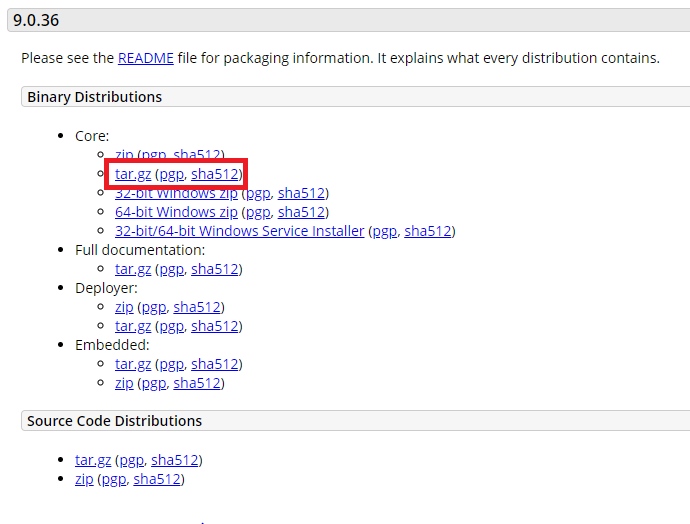 9.0.36
Please see the README file for packaging information. It explains what every distribution contains.
Binary Distributions
Core:
zip (pgp, sha512)
tar.gz (pgp, sha512)
32-bit Windows zip (pgp, sha512)
64-bit Windows zip (pgp, sha512)
32-bit/64-bit Windows Service Installer (pgp, sha512)
Full documentation:
tar.gz (pgp, sha512)
Deployer:
zip (pgp, sha512)
tar.gz (pgp, sha512)
Embedded:
tar.gz (pgp, sha512)
zip (pgp, sha512)
Source Code Distributions
tar.gz (pgp, sha512)
zip (pgp, sha512)